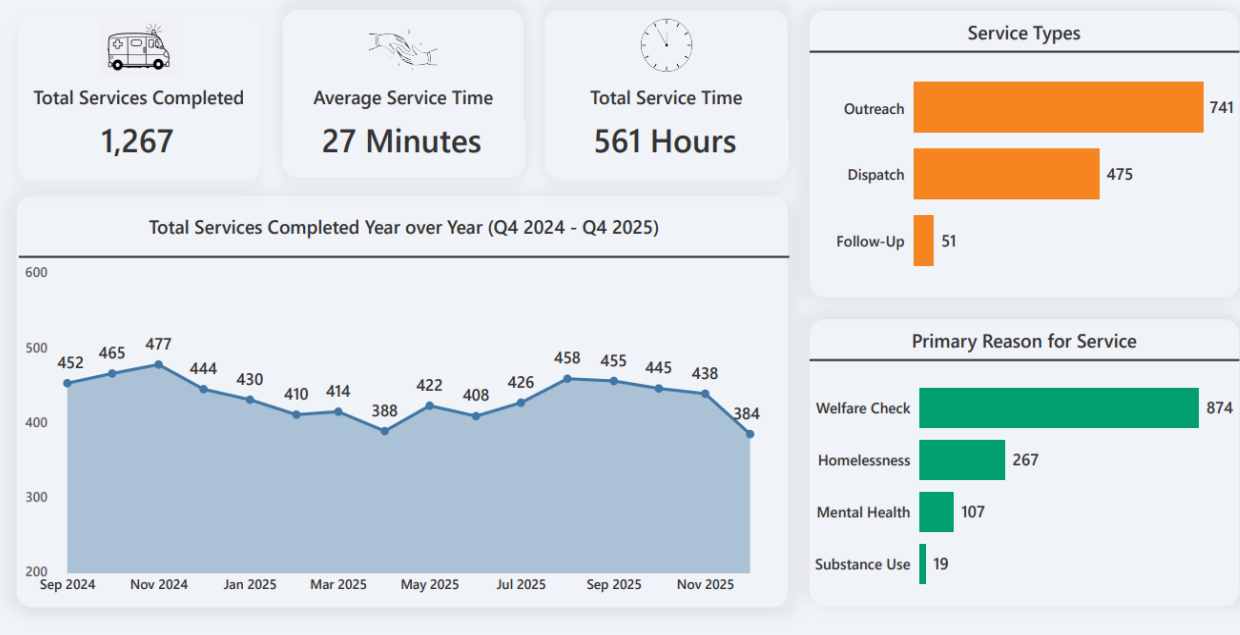 Total Services Completed
1,267
Average Service Time
27 Minutes
Total Service Time
561 Hours
Total Services Completed Year over Year (Q4 2024 - Q4 2025)
600
500
400
300
200
452
465
477
444
430
410
414
388
422
408
426
458
455
445
438
384
Sep 2024
Nov 2024
Jan 2025
Mar 2025
May 2025
Jul 2025
Sep 2025
Nov 2025
Service Types
Outreach 741
Dispatch 475
Follow-Up 51
Primary Reason for Service
Welfare Check 874
Homelessness 267
Mental Health 107
Substance Use 19